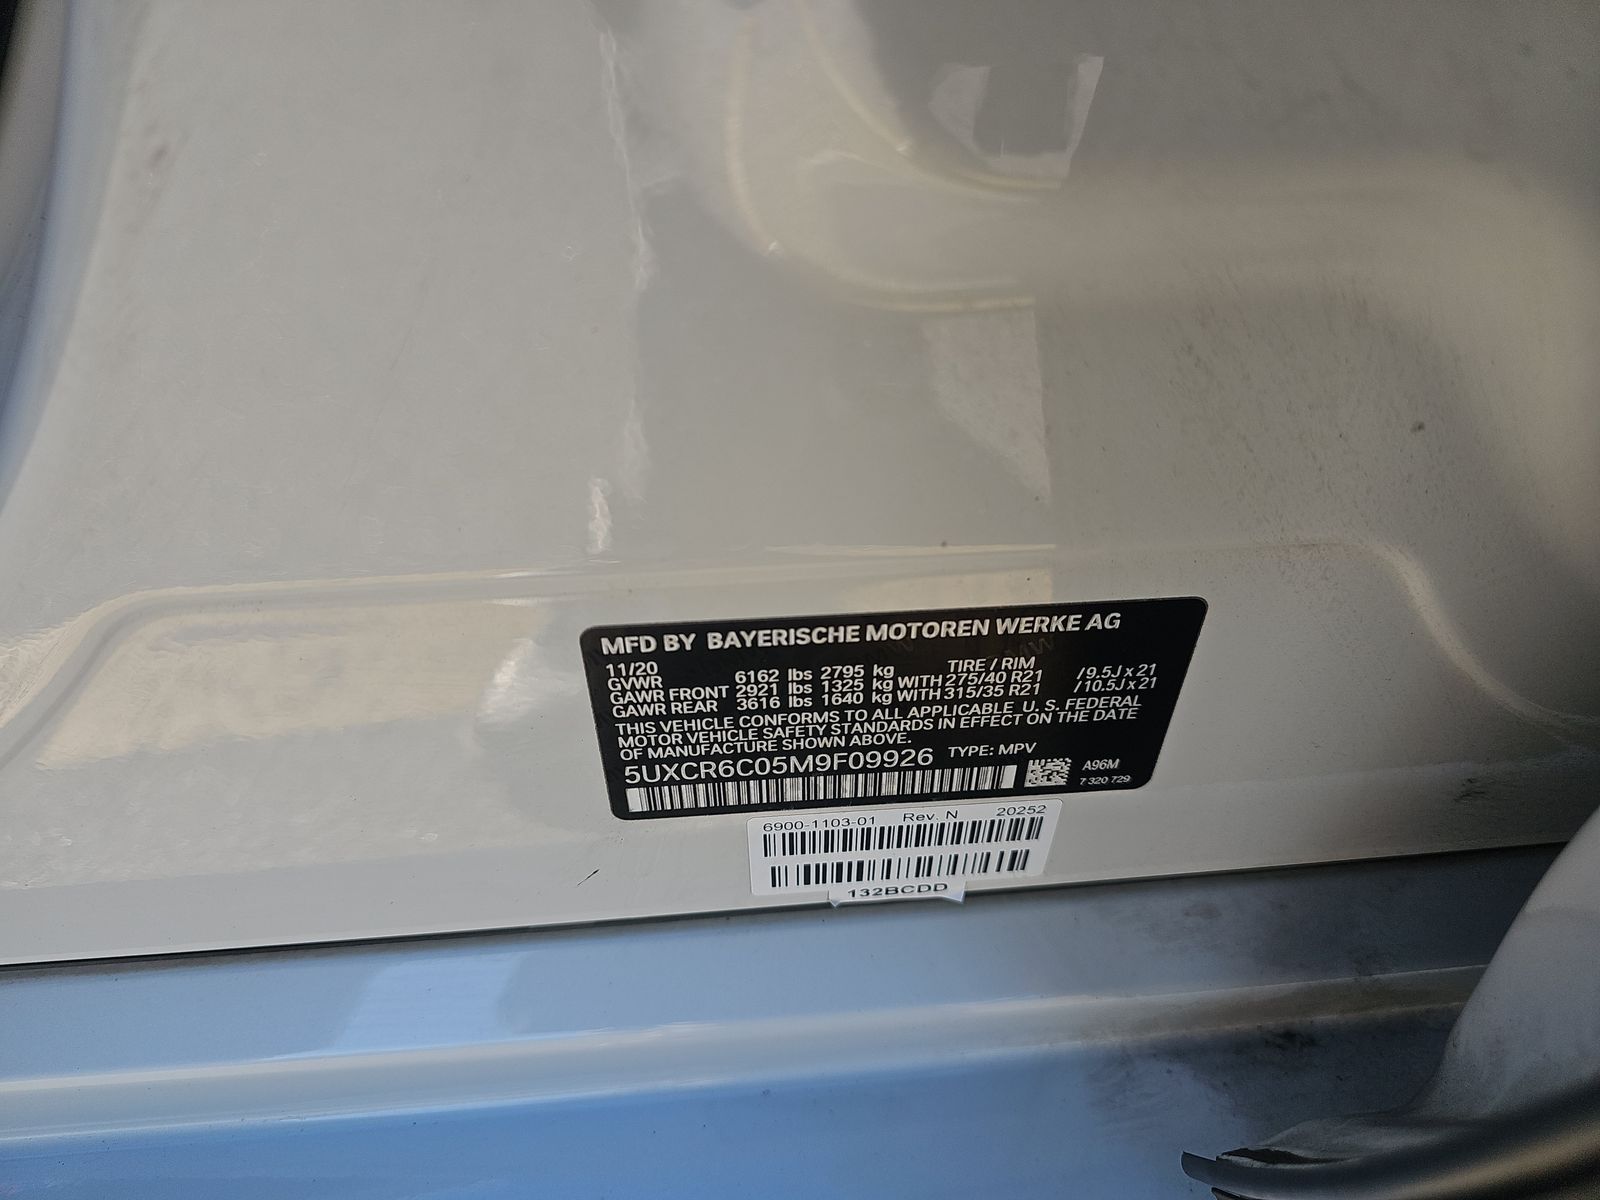 MFD BY BAYERISCHE MOTOREN WERKE AG
11/20 TIRE / RIM
GVWR 6162 lbs 2795 kg
GAWR FRONT 2921 lbs 1325 kg WITH 275/40 R21 /9.5J x 21
GAWR REAR 3616 lbs 1640 kg WITH 315/35 R21 /10.5J x 21
THIS VEHICLE CONFORMS TO ALL APPLICABLE U. S. FEDERAL
MOTOR VEHICLE SAFETY STANDARDS IN EFFECT ON THE DATE
OF MANUFACTURE SHOWN ABOVE.
5UXCR6C05M9F09926 TYPE: MPV
A96M
7 320 729
6900-1103-01 Rev. N 20252
132BCDD